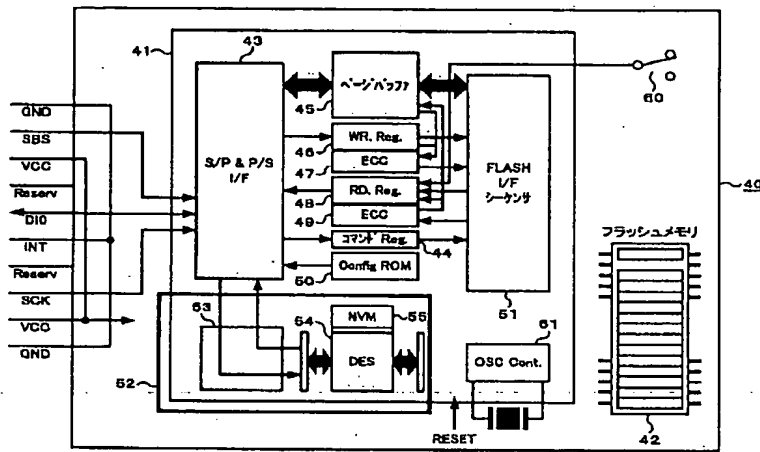 43
41
ページバッファ
45
60
GND
SBS
VCC
Reserv
DIO
INT
Reserv
SCK
VCC
GND
S/P & P/S
I/F
WR. Reg.
46
ECC
47
RD. Reg.
48
ECC
49
コマンド Reg.
44
Config ROM
50
FLASH
I/F
シーケンサ
51
40
フラッシュメモリ
42
53
54
NVM
55
DES
52
61
OSC Cont.
RESET